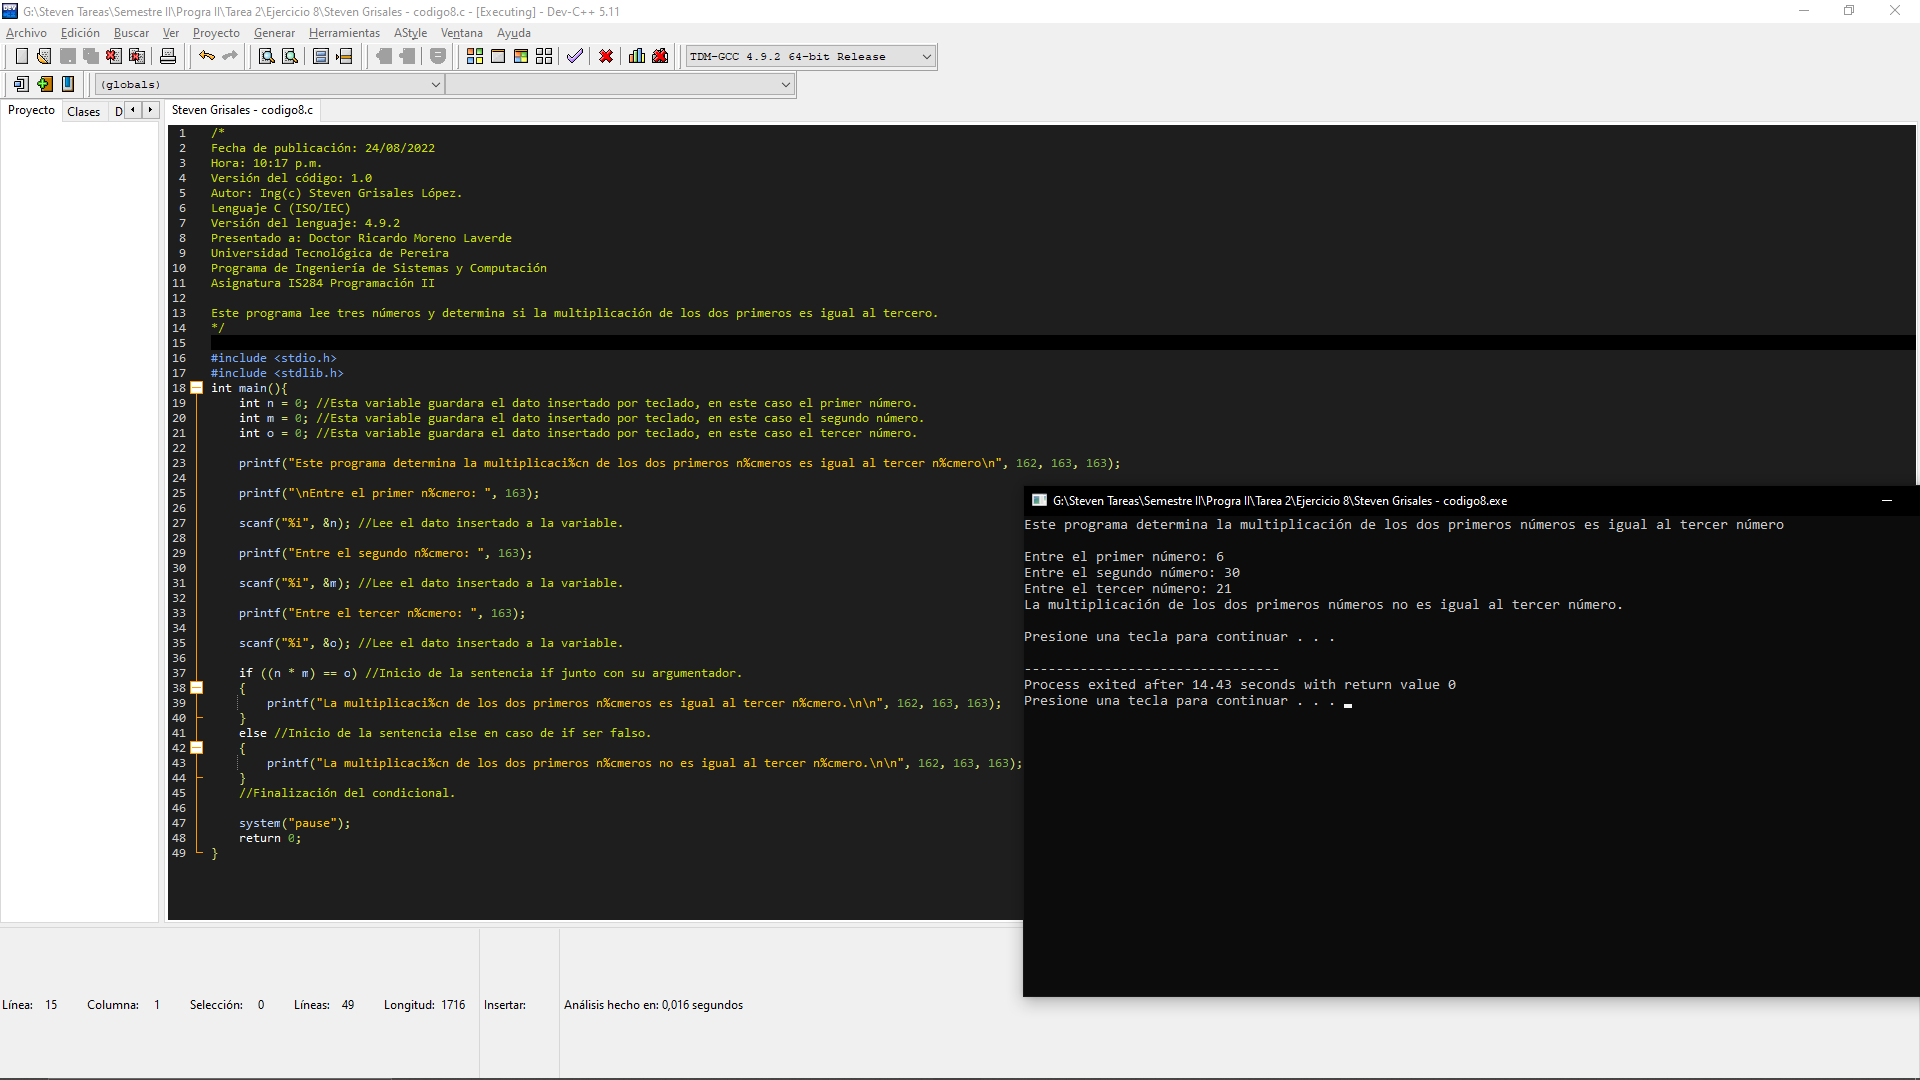 G:\Steven Tareas\Semestre II\Progra II\Tarea 2\Ejercicio 8\Steven Grisales - codigo8.c - [Executing] - Dev-C++ 5.11
Archivo Edición Buscar Ver Proyecto Generar Herramientas AStyle Ventana Ayuda
TDM-GCC 4.9.2 64-bit Release
(globals)
Proyecto Clases D
Steven Grisales - codigo8.c
1 /*
2 Fecha de publicación: 24/08/2022
3 Hora: 10:17 p.m.
4 Versión del código: 1.0
5 Autor: Ing(c) Steven Grisales López.
6 Lenguaje C (ISO/IEC)
7 Versión del lenguaje: 4.9.2
8 Presentado a: Doctor Ricardo Moreno Laverde
9 Universidad Tecnológica de Pereira
10 Programa de Ingeniería de Sistemas y Computación
11 Asignatura IS284 Programación II
12
13 Este programa lee tres números y determina si la multiplicación de los dos primeros es igual al tercero.
14 */
15
16 #include <stdio.h>
17 #include <stdlib.h>
18 int main(){
19 int n = 0; //Esta variable guardara el dato insertado por teclado, en este caso el primer número.
20 int m = 0; //Esta variable guardara el dato insertado por teclado, en este caso el segundo número.
21 int o = 0; //Esta variable guardara el dato insertado por teclado, en este caso el tercer número.
22
23 printf("Este programa determina la multiplicaci%cn de los dos primeros n%cmeros es igual al tercer n%cmero\n", 162, 163, 163);
24
25 printf("\nEntre el primer n%cmero: ", 163);
26
27 scanf("%i", &n); //Lee el dato insertado a la variable.
28
29 printf("Entre el segundo n%cmero: ", 163);
30
31 scanf("%i", &m); //Lee el dato insertado a la variable.
32
33 printf("Entre el tercer n%cmero: ", 163);
34
35 scanf("%i", &o); //Lee el dato insertado a la variable.
36
37 if ((n * m) == o) //Inicio de la sentencia if junto con su argumentador.
38 {
39 printf("La multiplicaci%cn de los dos primeros n%cmeros es igual al tercer n%cmero.\n\n", 162, 163, 163);
40 }
41 else //Inicio de la sentencia else en caso de if ser falso.
42 {
43 printf("La multiplicaci%cn de los dos primeros n%cmeros no es igual al tercer n%cmero.\n\n", 162, 163, 163);
44 }
45 //Finalización del condicional.
46
47 system("pause");
48 return 0;
49 }
G:\Steven Tareas\Semestre II\Progra II\Tarea 2\Ejercicio 8\Steven Grisales - codigo8.exe
Este programa determina la multiplicación de los dos primeros números es igual al tercer número
Entre el primer número: 6
Entre el segundo número: 30
Entre el tercer número: 21
La multiplicación de los dos primeros números no es igual al tercer número.
Presione una tecla para continuar . . .
--------------------------------
Process exited after 14.43 seconds with return value 0
Presione una tecla para continuar . . .
Línea: 15 Columna: 1 Selección: 0 Líneas: 49 Longitud: 1716 Insertar: Análisis hecho en: 0,016 segundos